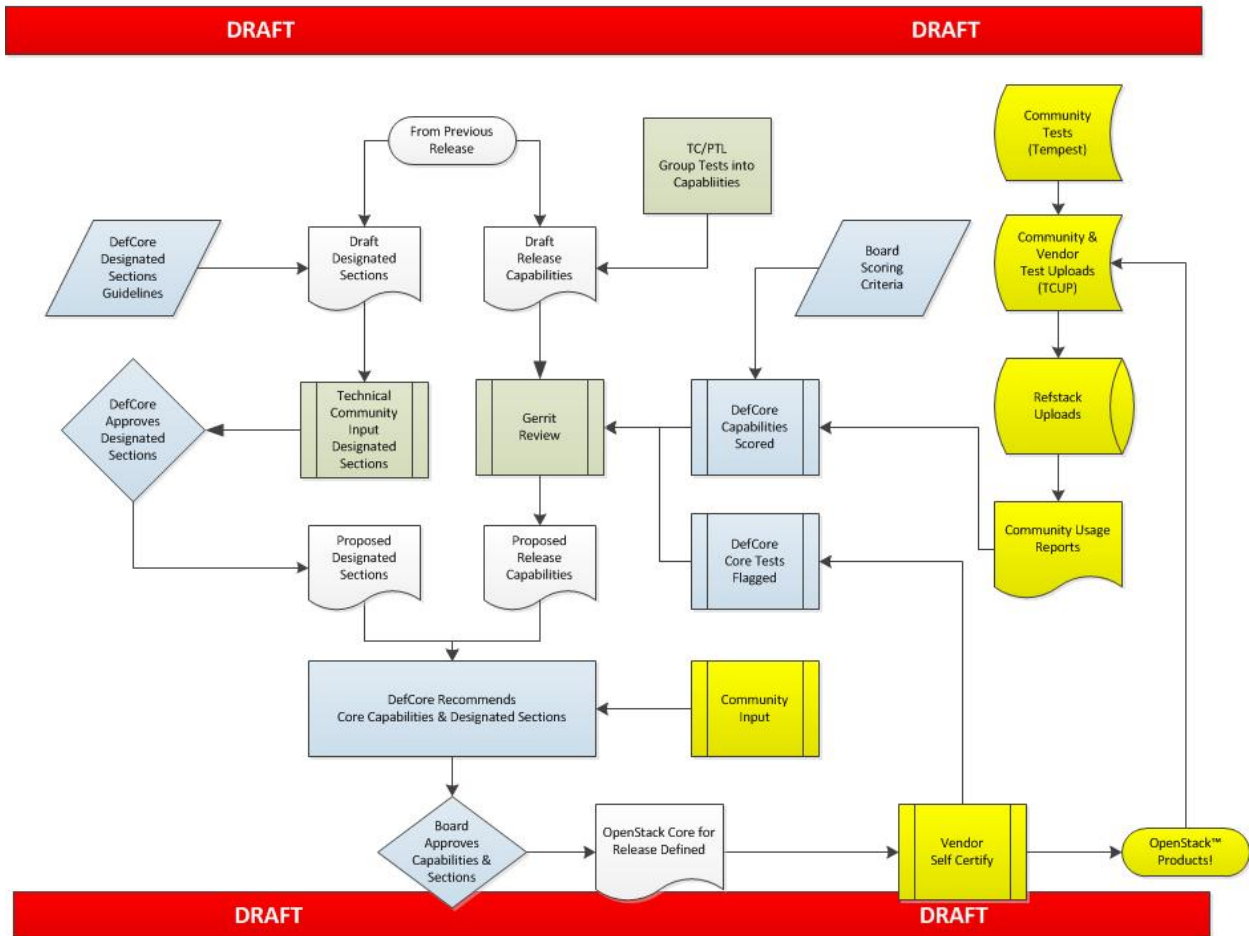 DRAFT
DRAFT
From Previous
Release
TC/PTL
Group Tests into
Capabliities
Community
Tests
(Tempest)
DefCore
Designated
Sections
Guidelines
Draft
Designated
Sections
Draft
Release
Capabilities
Board
Scoring
Criteria
Community &
Vendor
Test Uploads
(TCUP)
DefCore
Approves
Designated
Sections
Technical
Community
Input
Designated
Sections
Gerrit
Review
DefCore
Capabilities
Scored
Refstack
Uploads
Proposed
Designated
Sections
Proposed
Release
Capabilities
DefCore
Core Tests
Flagged
Community Usage
Reports
DefCore Recommends
Core Capabilities & Designated Sections
Community
Input
Board
Approves
Capabilities &
Sections
OpenStack Core for
Release Defined
Vendor
Self Certify
OpenStack™
Products!
DRAFT
DRAFT